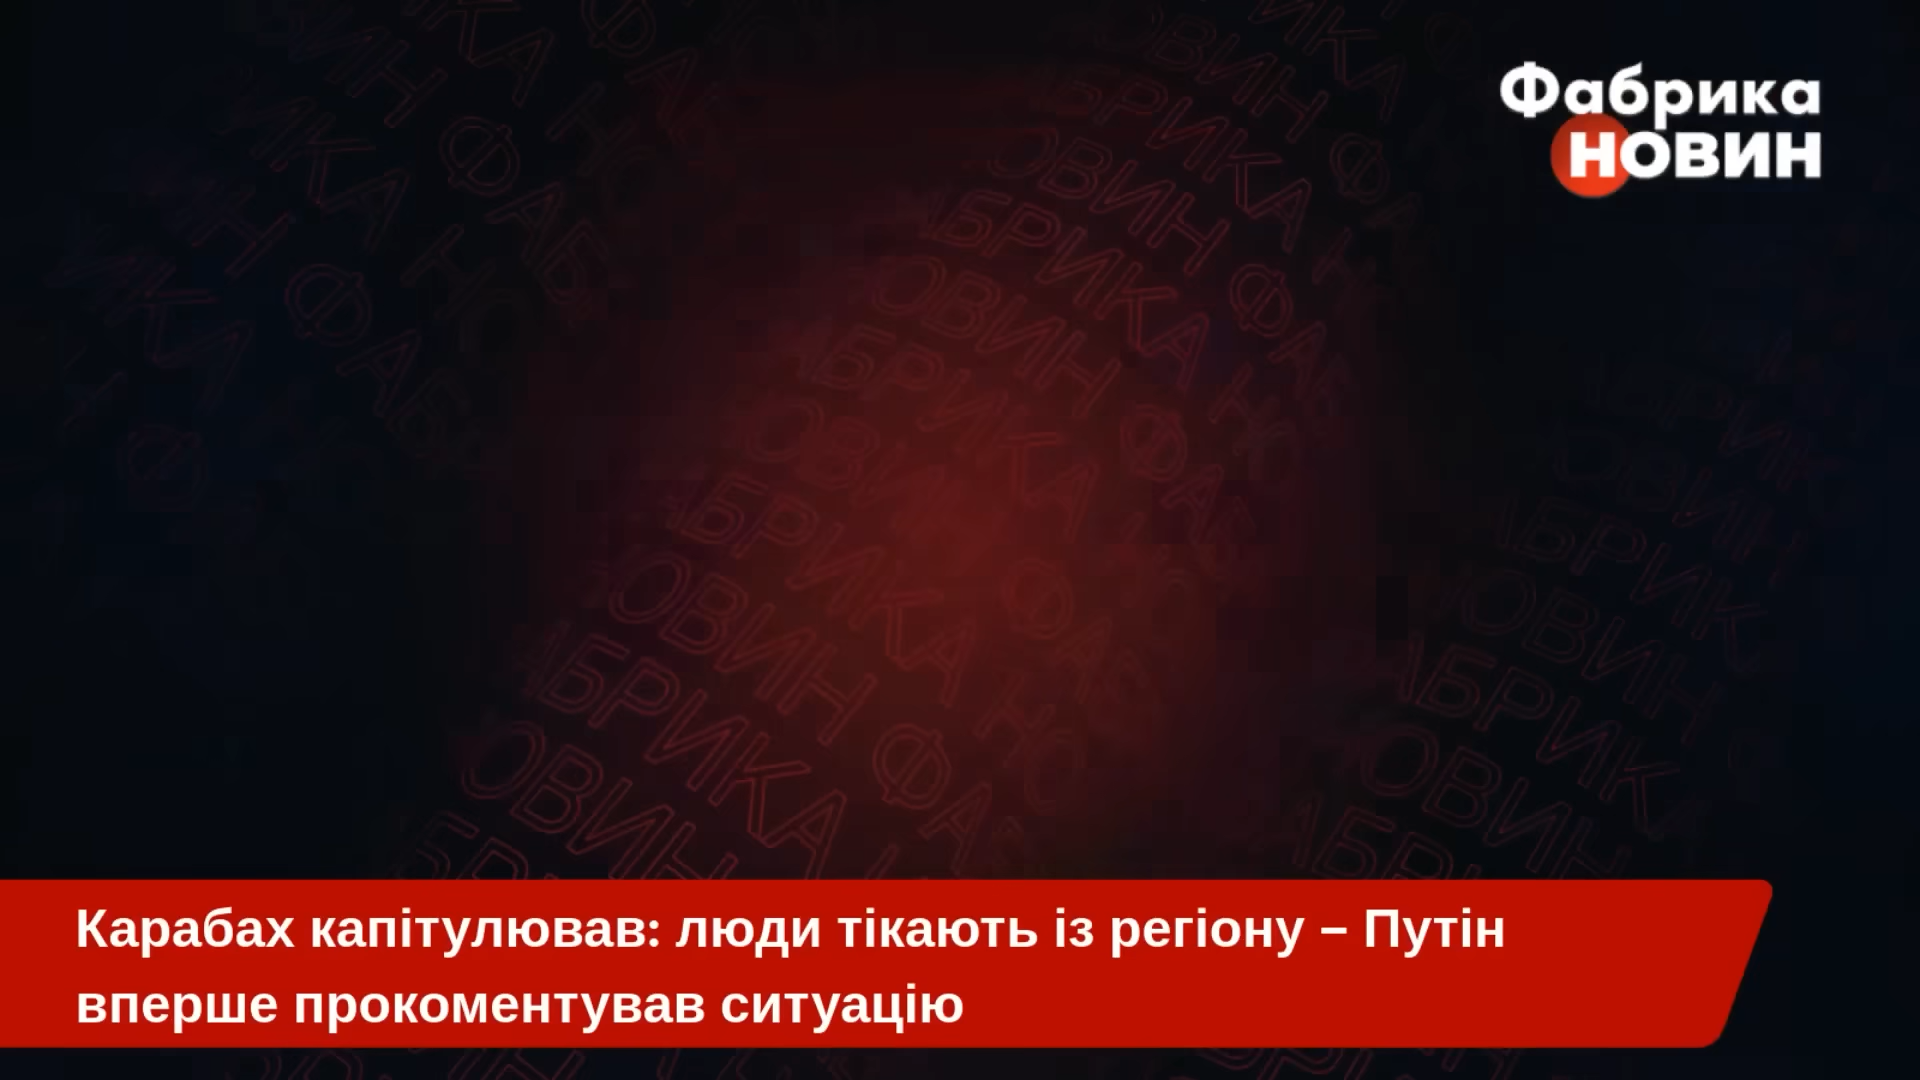 Фабрика
новин
Карабах капітулював: люди тікають із регіону – Путін
вперше прокоментував ситуацію